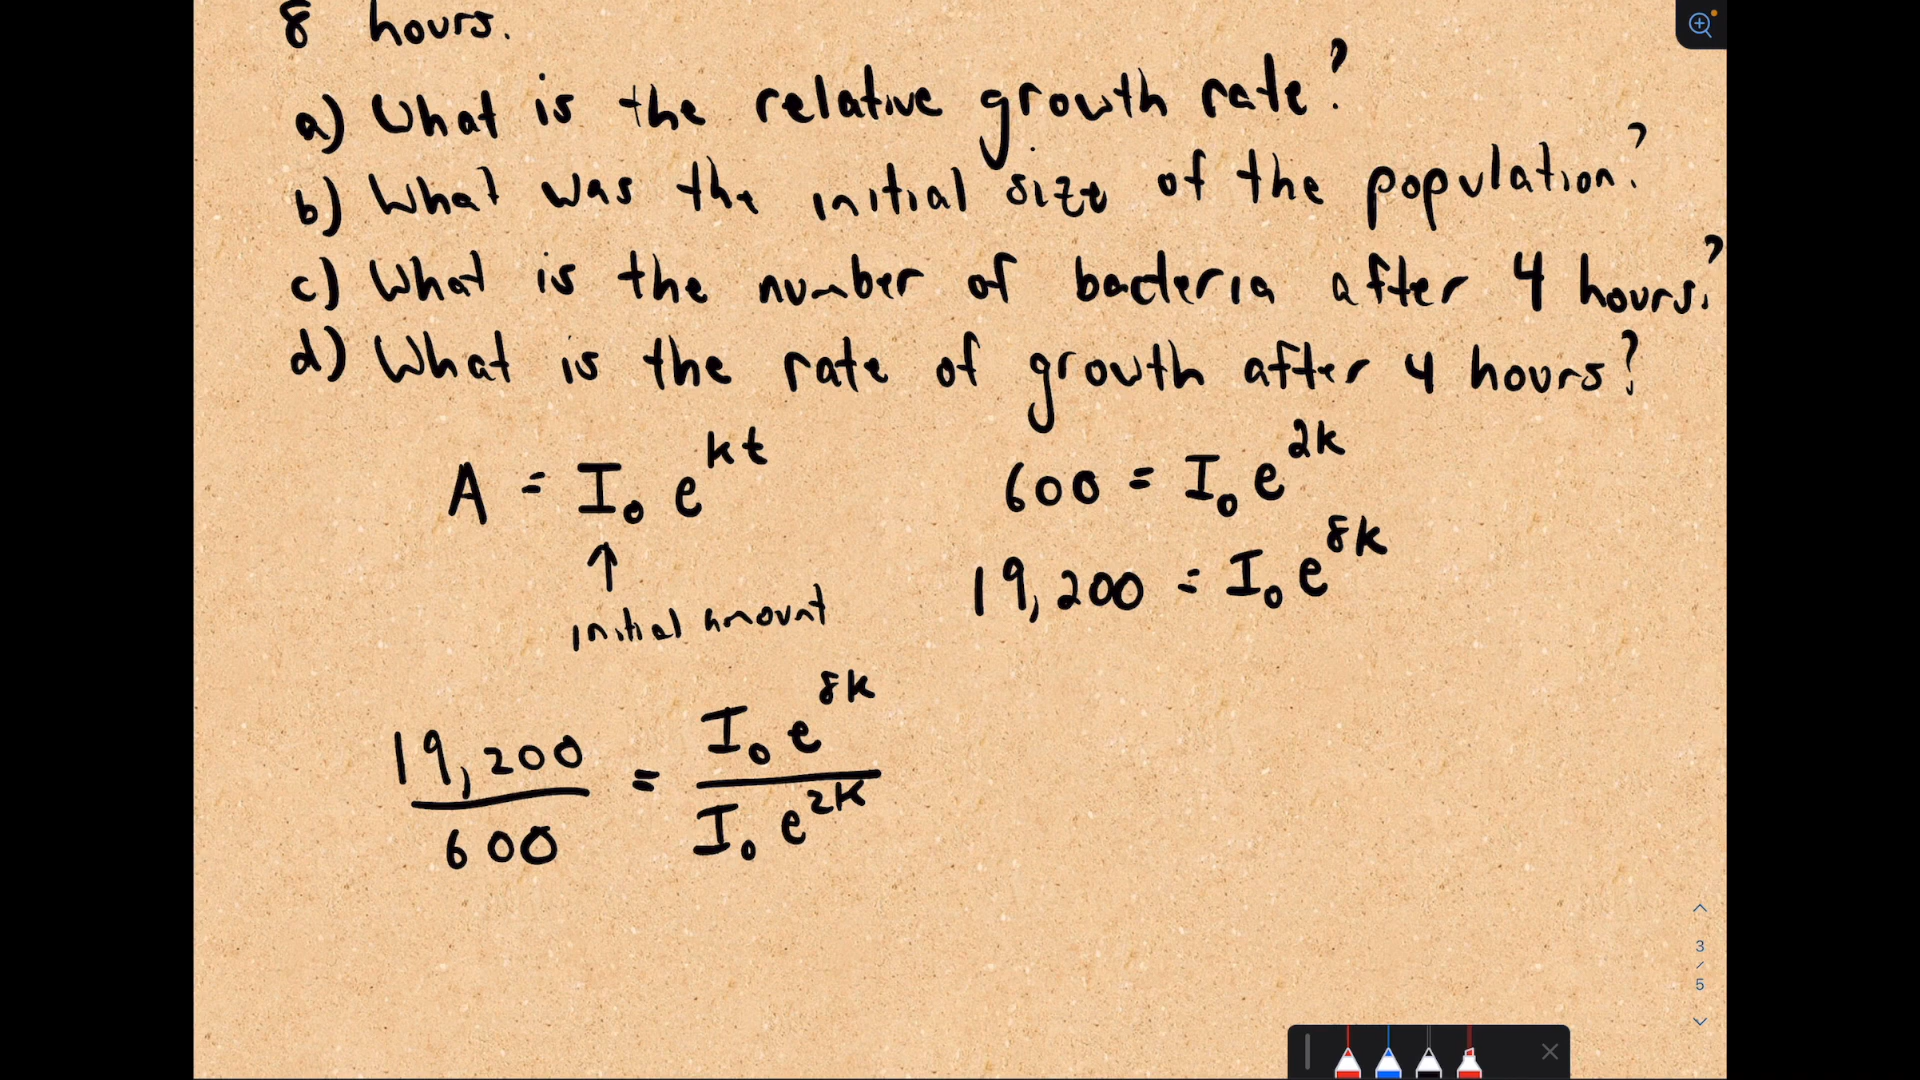 8 hours.
a) What is the relative growth rate?
b) What was the initial size of the population?
c) What is the number of bacteria after 4 hours?
d) What is the rate of growth after 4 hours?
A = I₀ e^kt
600 = I₀ e^2k
↑
initial amount
19,200 = I₀ e^8k
19,200/600 = I₀ e^8k / I₀ e^2k
3
/
5